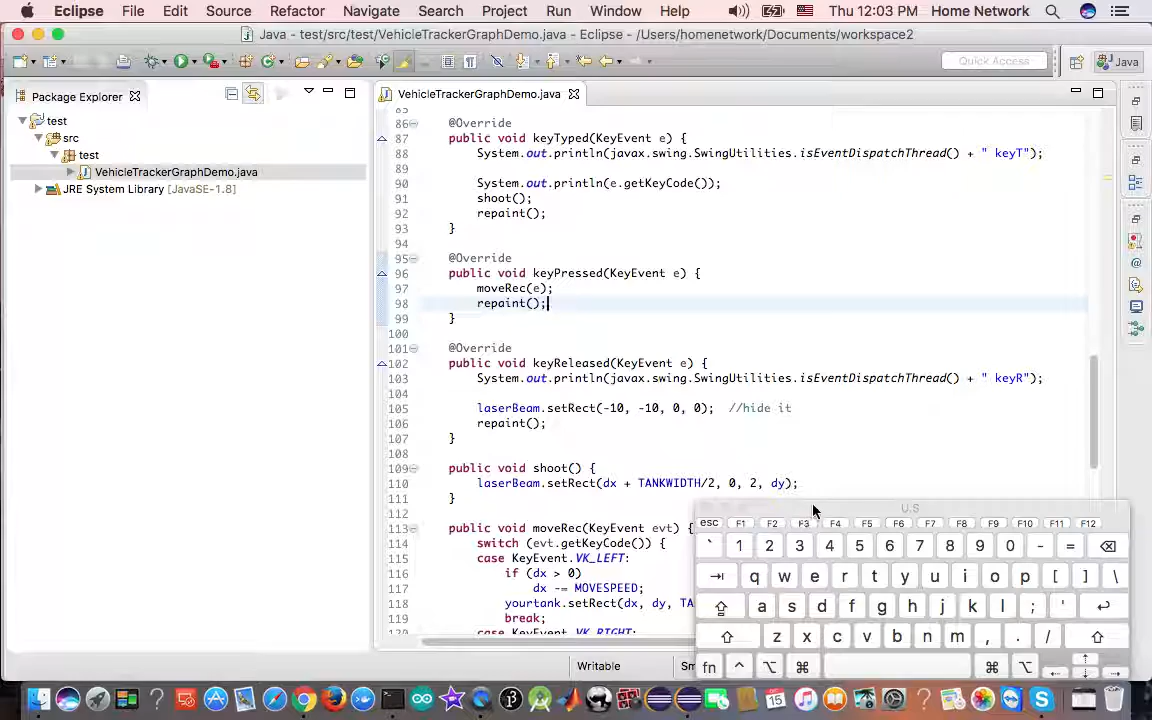 Eclipse File Edit Source Refactor Navigate Search Project Run Window Help Thu 12:03 PM Home Network
Java - test/src/test/VehicleTrackerGraphDemo.java - Eclipse - /Users/homenetwork/Documents/workspace2
Quick Access Java
Package Explorer
VehicleTrackerGraphDemo.java
test
src
test
VehicleTrackerGraphDemo.java
JRE System Library [JavaSE-1.8]
85
86 @Override
87 public void keyTyped(KeyEvent e) {
88 System.out.println(javax.swing.SwingUtilities.isEventDispatchThread() + " keyT");
89
90 System.out.println(e.getKeyCode());
91 shoot();
92 repaint();
93 }
94
95 @Override
96 public void keyPressed(KeyEvent e) {
97 moveRec(e);
98 repaint();
99 }
100
101 @Override
102 public void keyReleased(KeyEvent e) {
103 System.out.println(javax.swing.SwingUtilities.isEventDispatchThread() + " keyR");
104
105 laserBeam.setRect(-10, -10, 0, 0); //hide it
106 repaint();
107 }
108
109 public void shoot() {
110 laserBeam.setRect(dx + TANKWIDTH/2, 0, 2, dy);
111 }
112
113 public void moveRec(KeyEvent evt) {
114 switch (evt.getKeyCode()) {
115 case KeyEvent.VK_LEFT:
116 if (dx > 0)
117 dx -= MOVESPEED;
118 yourtank.setRect(dx, dy, TA
119 break;
120 case KeyEvent.VK_RIGHT:
Writable Sm
U.S
esc F1 F2 F3 F4 F5 F6 F7 F8 F9 F10 F11 F12
` 1 2 3 4 5 6 7 8 9 0 - =
q w e r t y u i o p [ ] \
a s d f g h j k l ; '
z x c v b n m , . /
fn
15